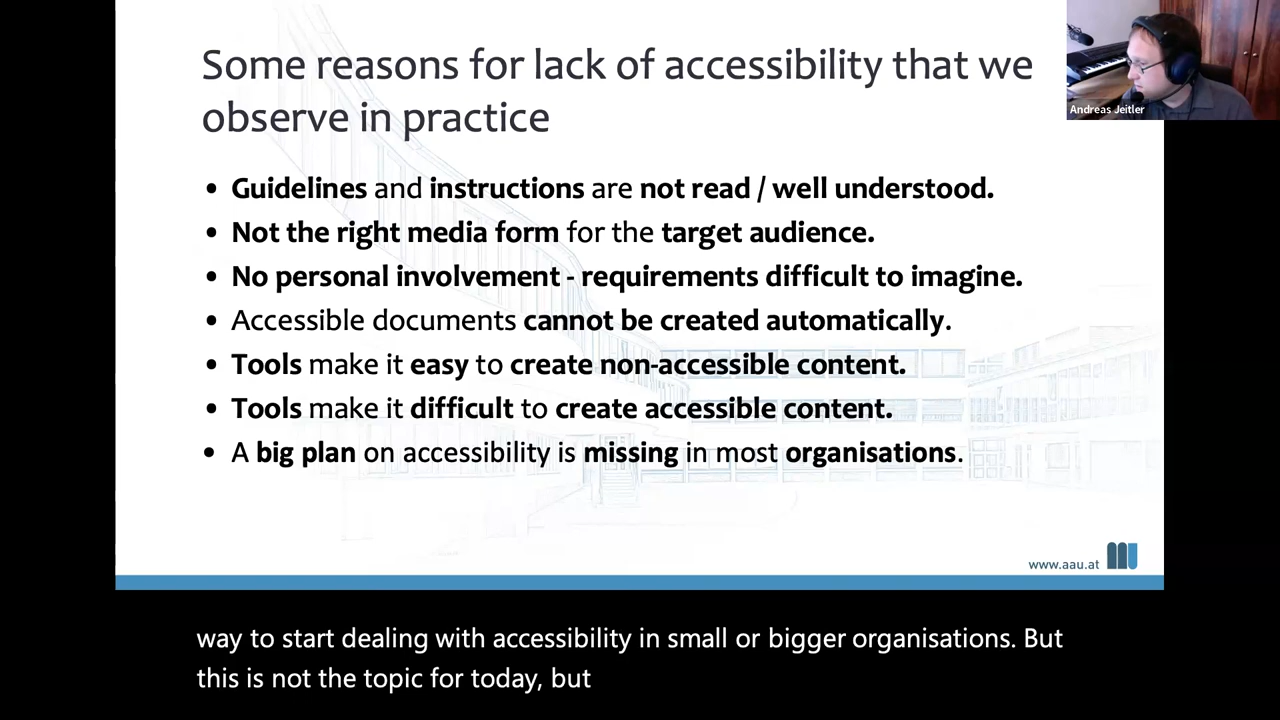 Some reasons for lack of accessibility that we
observe in practice
Andreas Jeitler
• Guidelines and instructions are not read / well understood.
• Not the right media form for the target audience.
• No personal involvement - requirements difficult to imagine.
• Accessible documents cannot be created automatically.
• Tools make it easy to create non-accessible content.
• Tools make it difficult to create accessible content.
• A big plan on accessibility is missing in most organisations.
www.aau.at
way to start dealing with accessibility in small or bigger organisations. But
this is not the topic for today, but